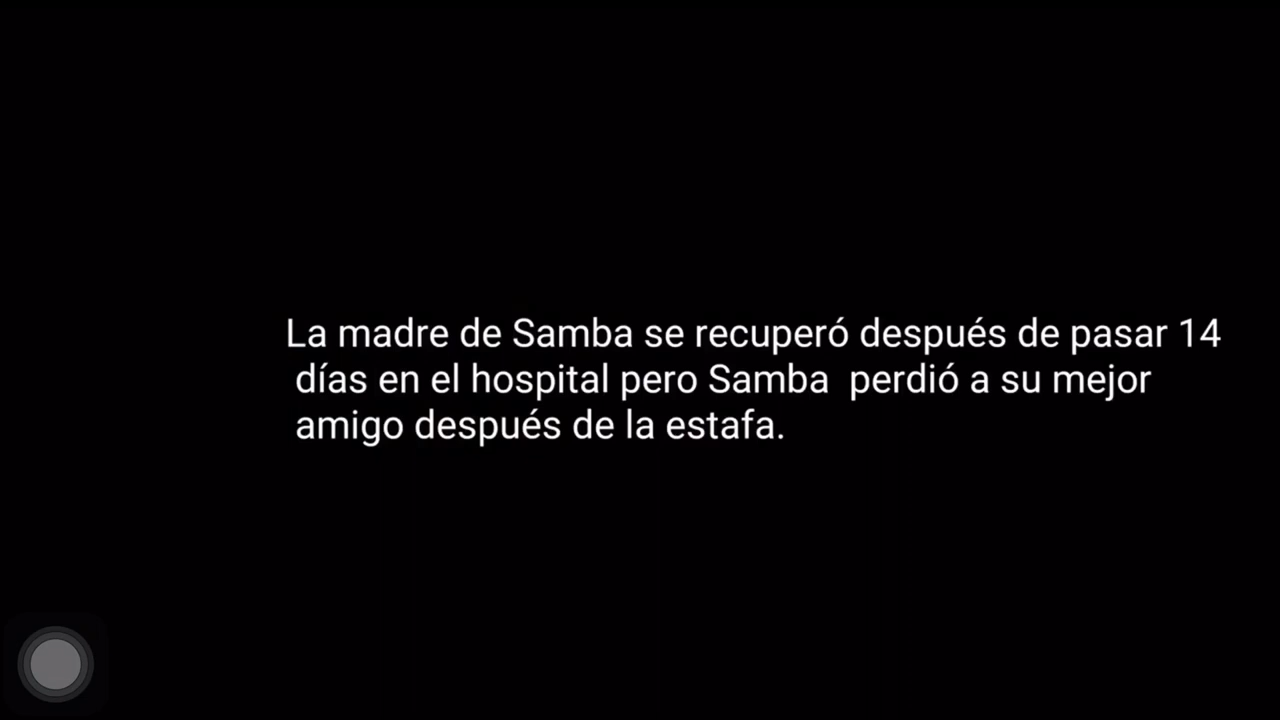 La madre de Samba se recuperó después de pasar 14
días en el hospital pero Samba  perdió a su mejor
amigo después de la estafa.